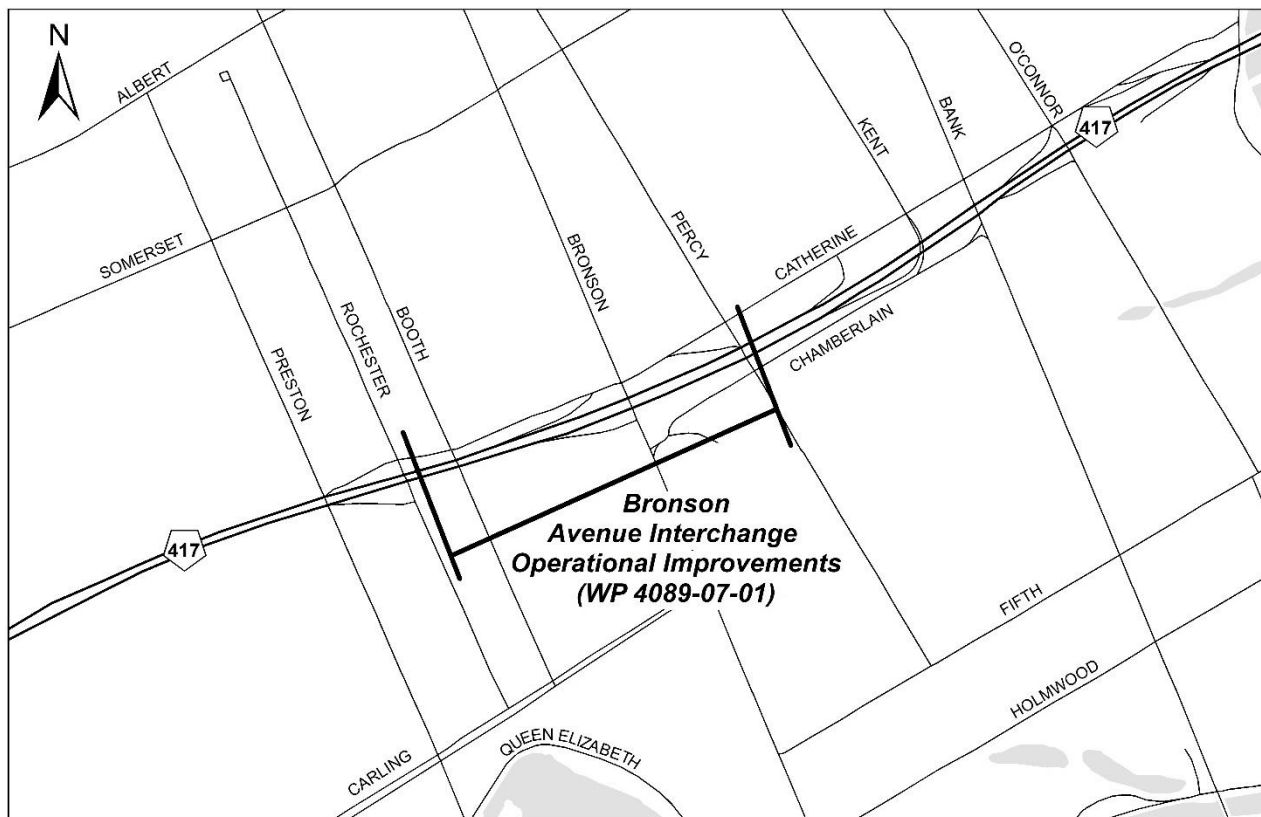 N
ALBERT
417
O'CONNOR
BANK
KENT
SOMERSET
BRONSON
PERCY
CATHERINE
ROCHESTER
BOOTH
CHAMBERLAIN
PRESTON
417
Bronson
Avenue Interchange
Operational Improvements
(WP 4089-07-01)
FIFTH
HOLMWOOD
QUEEN ELIZABETH
CARLING